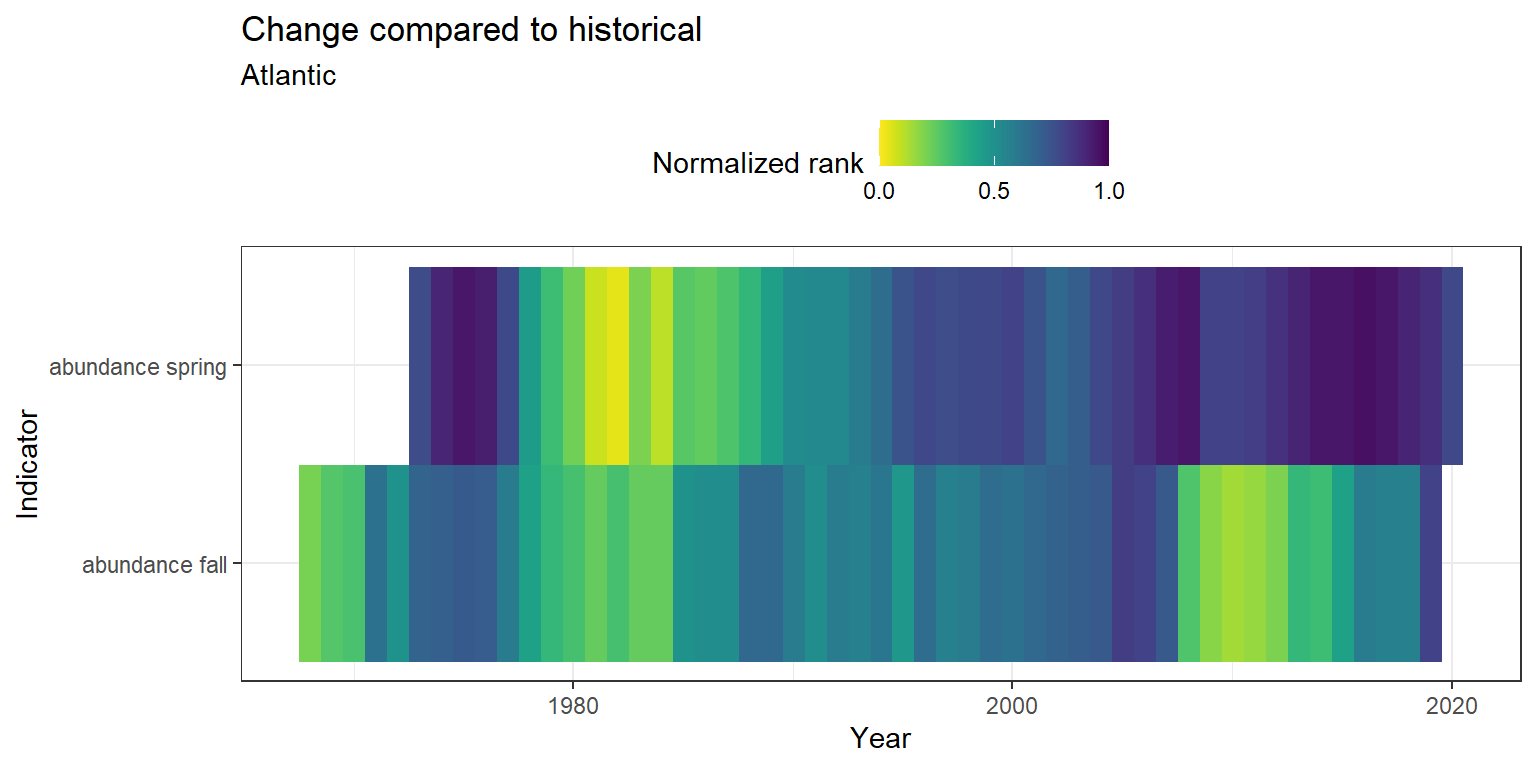 Change compared to historical
Atlantic
Normalized rank
0.0 0.5 1.0
Indicator
abundance spring
abundance fall
1980 2000 2020
Year